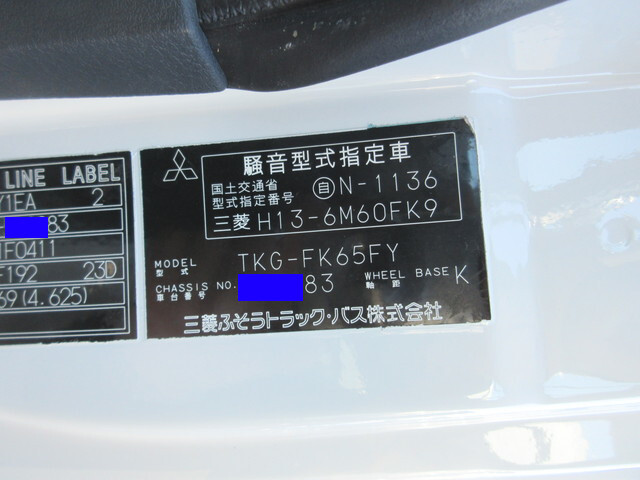 LINE LABEL
Y1EA 2
83
1F0411
F192 23D
69(4.625)
騒音型式指定車
国土交通省
型式指定番号
自N-1136
三菱 H13-6M60FK9
MODEL
型式
TKG-FK65FY
CHASSIS NO.
車台番号
83
WHEEL BASE
軸距
K
三菱ふそうトラック・バス株式会社